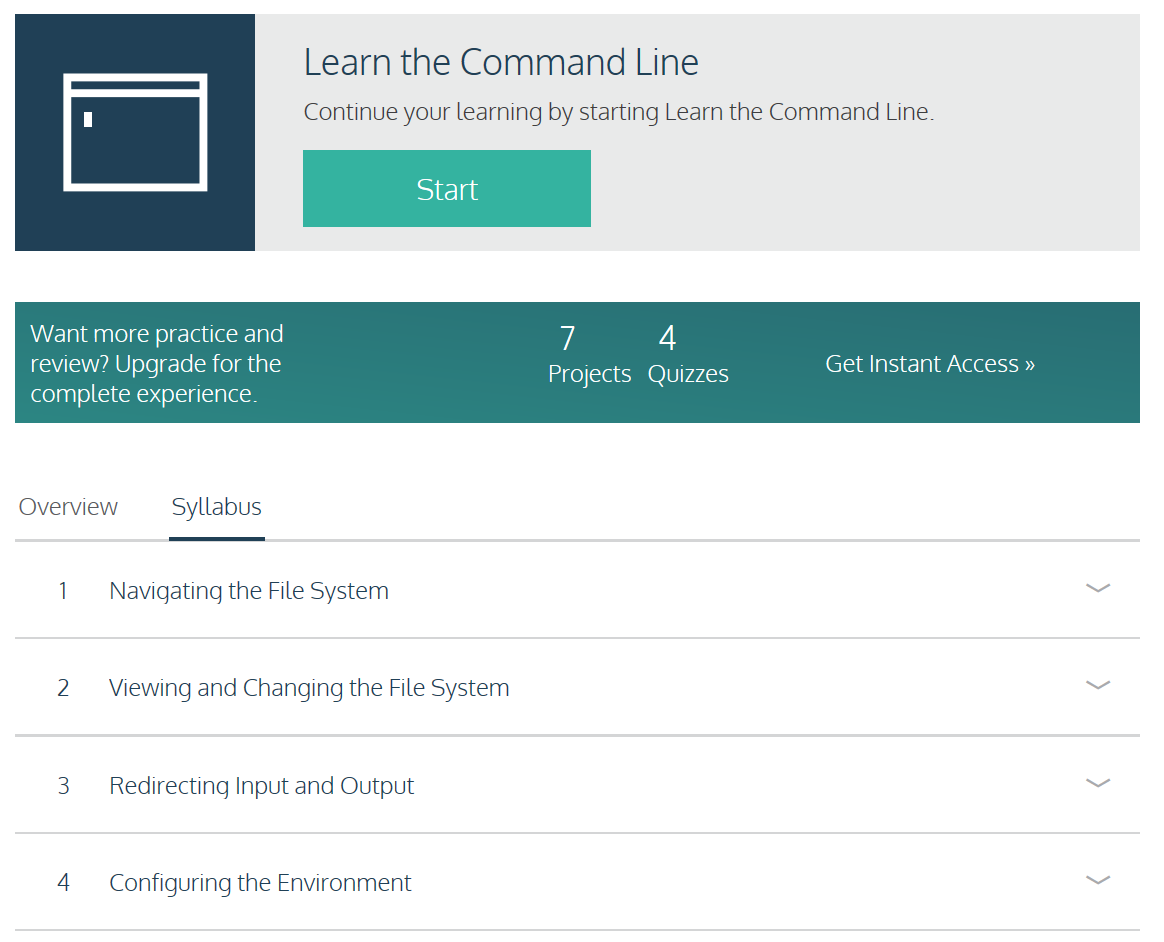 Learn the Command Line
Continue your learning by starting Learn the Command Line.
Start
Want more practice and
review? Upgrade for the
complete experience.
7 4
Projects Quizzes
Get Instant Access »
Overview Syllabus
1 Navigating the File System
2 Viewing and Changing the File System
3 Redirecting Input and Output
4 Configuring the Environment